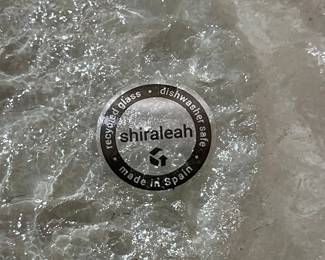 recycled glass • dishwasher safe •
shiraleah
made in Spain